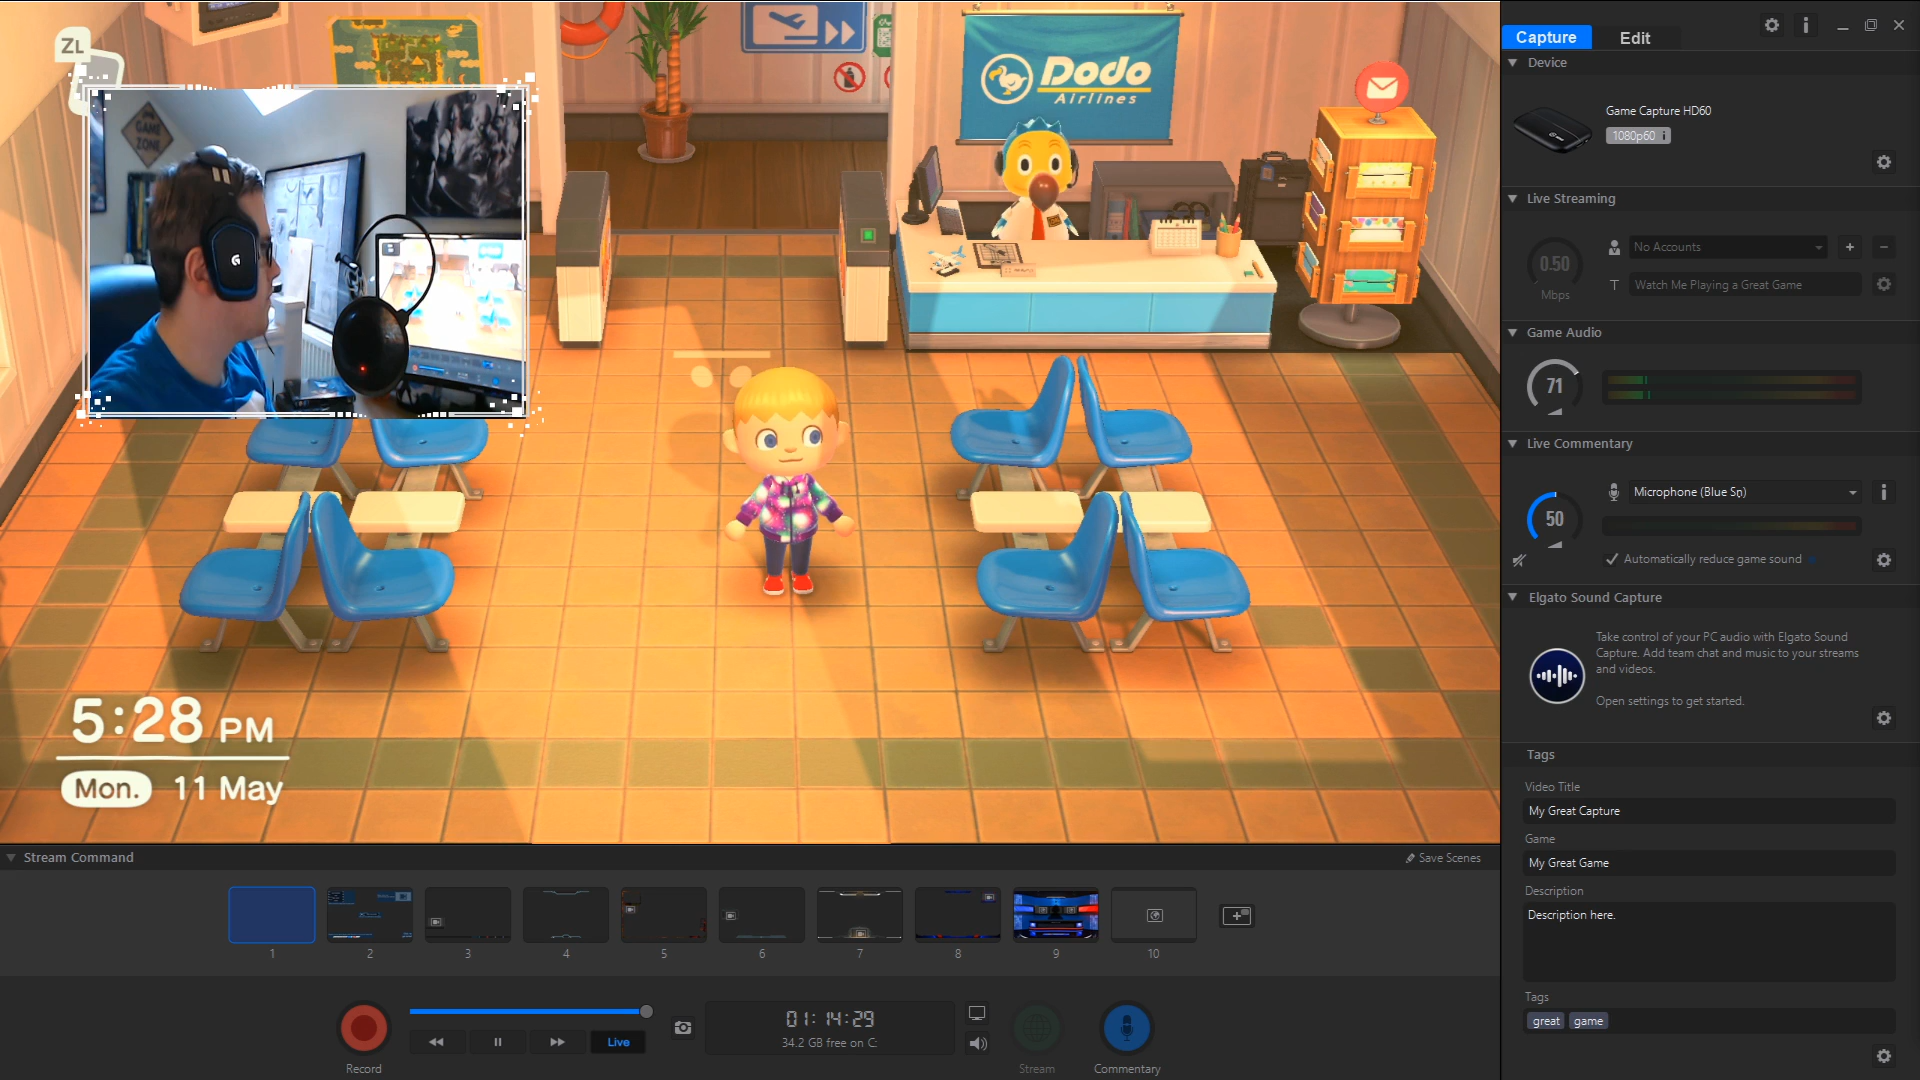 ZL
GAME
ZONE
G
Dodo
Airlines
5:28 PM
Mon. 11 May
Capture
Edit
Device
Game Capture HD60
1080p60 i
Live Streaming
0.50
Mbps
No Accounts
T Watch Me Playing a Great Game
Game Audio
71
Live Commentary
50
Microphone (Blue Sn)
Automatically reduce game sound
Elgato Sound Capture
Take control of your PC audio with Elgato Sound
Capture. Add team chat and music to your streams
and videos.
Open settings to get started.
Tags
Video Title
My Great Capture
Game
My Great Game
Description
Description here.
Tags
great game
Stream Command
Save Scenes
1 2 3 4 5 6 7 8 9 10
Live
01:14:29
34.2 GB free on C:
Record
Stream
Commentary